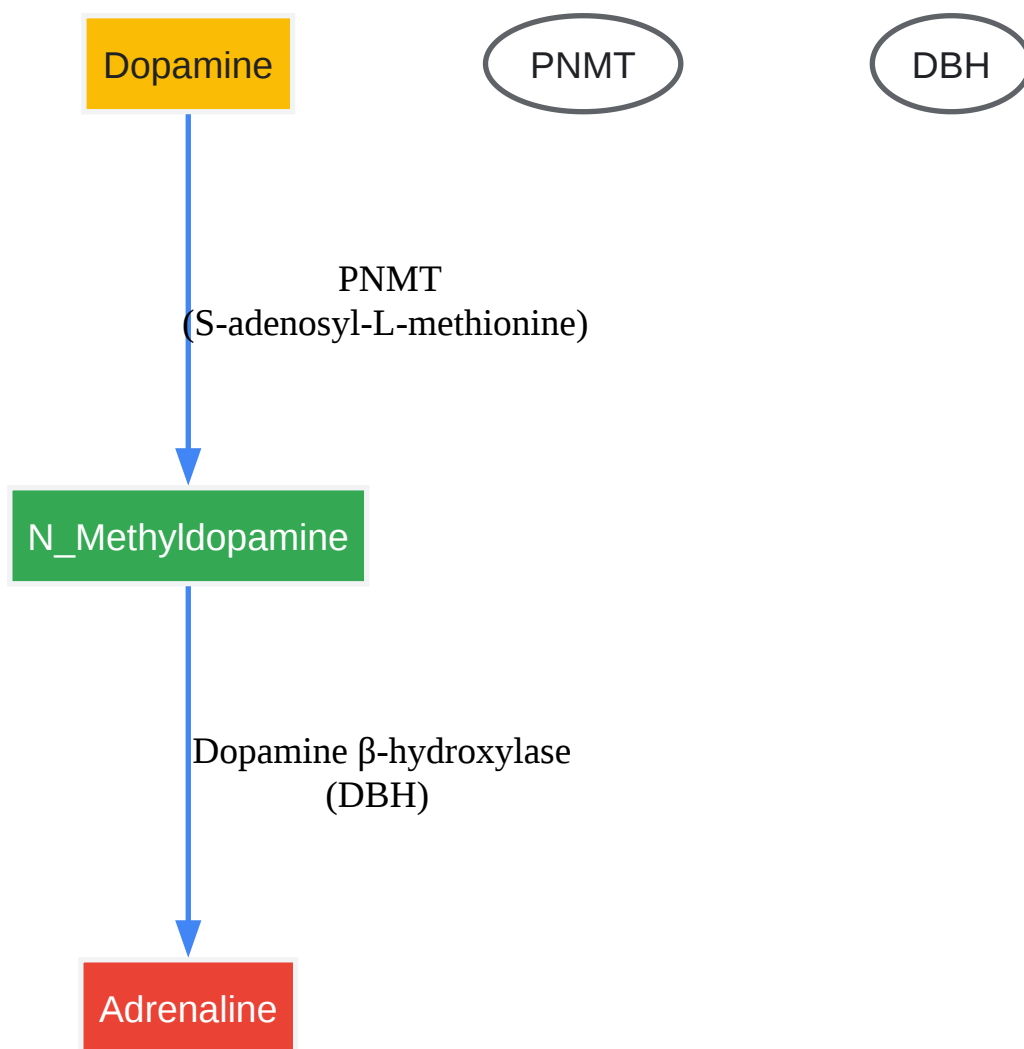 Dopamine
PNMT
DBH
PNMT
(S-adenosyl-L-methionine)
N_Methyldopamine
Dopamine β-hydroxylase
(DBH)
Adrenaline